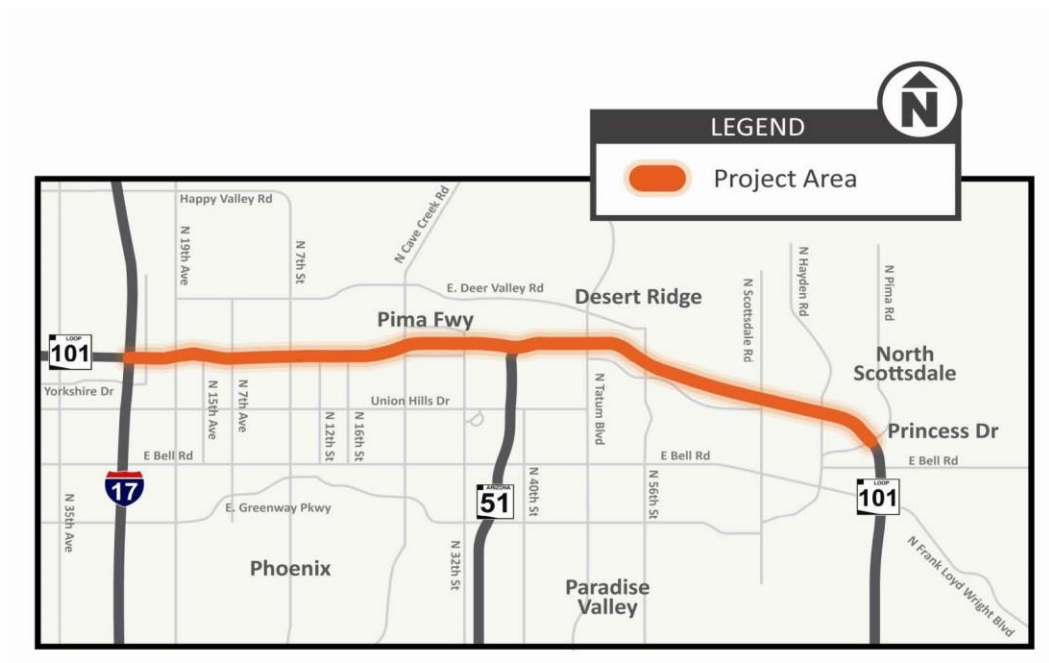 N
LEGEND
Project Area
Happy Valley Rd
N 19th Ave
N 7th St
N Cave Creek Rd
E. Deer Valley Rd
Desert Ridge
N Scottsdale Rd
N Hayden Rd
N Pima Rd
Pima Fwy
LOOP
101
North
Scottsdale
Yorkshire Dr
N 15th Ave
N 7th Ave
Union Hills Dr
N 12th St
N 16th St
N Tatum Blvd
Princess Dr
E Bell Rd
E Bell Rd
E Bell Rd
17
ARIZONA
51
LOOP
101
N 35th Ave
E. Greenway Pkwy
N 40th St
N 56th St
N 32th St
Phoenix
Paradise
Valley
N Frank Loyd Wright Blvd